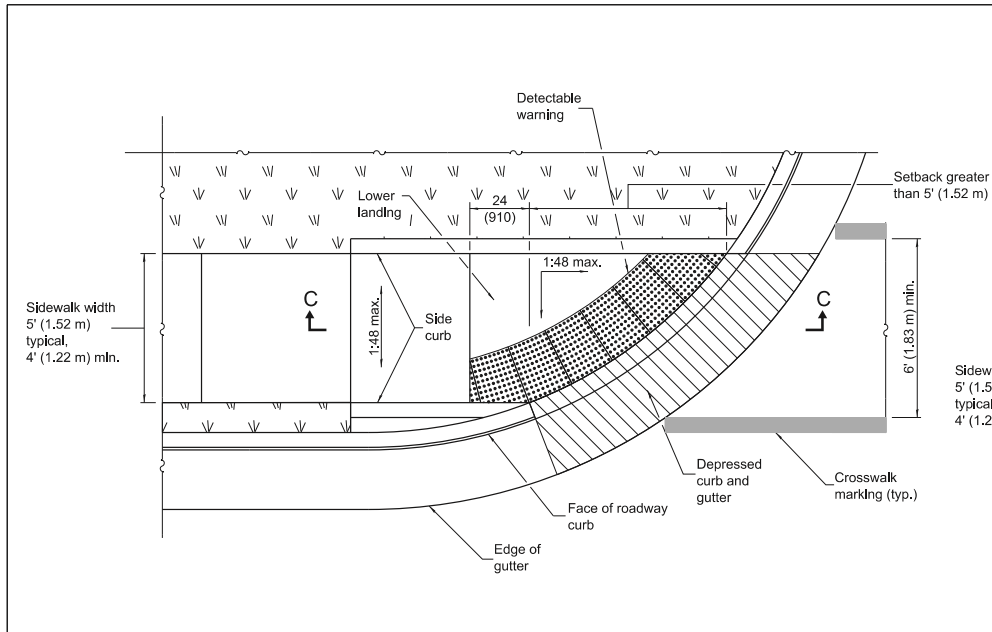 Detectable
warning
Setback greater
than 5' (1.52 m)
Lower
landing
24
(910)
1:48 max.
Sidewalk width
5' (1.52 m)
typical,
4' (1.22 m) min.
C
1:48 max.
Side
curb
C
6' (1.83 m) min.
Sidew
5' (1.5
typical
4' (1.2
Depressed
curb and
gutter
Crosswalk
marking (typ.)
Face of roadway
curb
Edge of
gutter